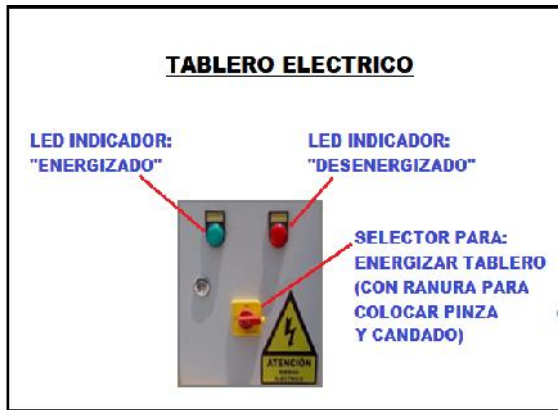 TABLERO ELECTRICO
LED INDICADOR:
"ENERGIZADO"
LED INDICADOR:
"DESENERGIZADO"
SELECTOR PARA:
ENERGIZAR TABLERO
(CON RANURA PARA
COLOCAR PINZA
Y CANDADO)
ATENCIÓN